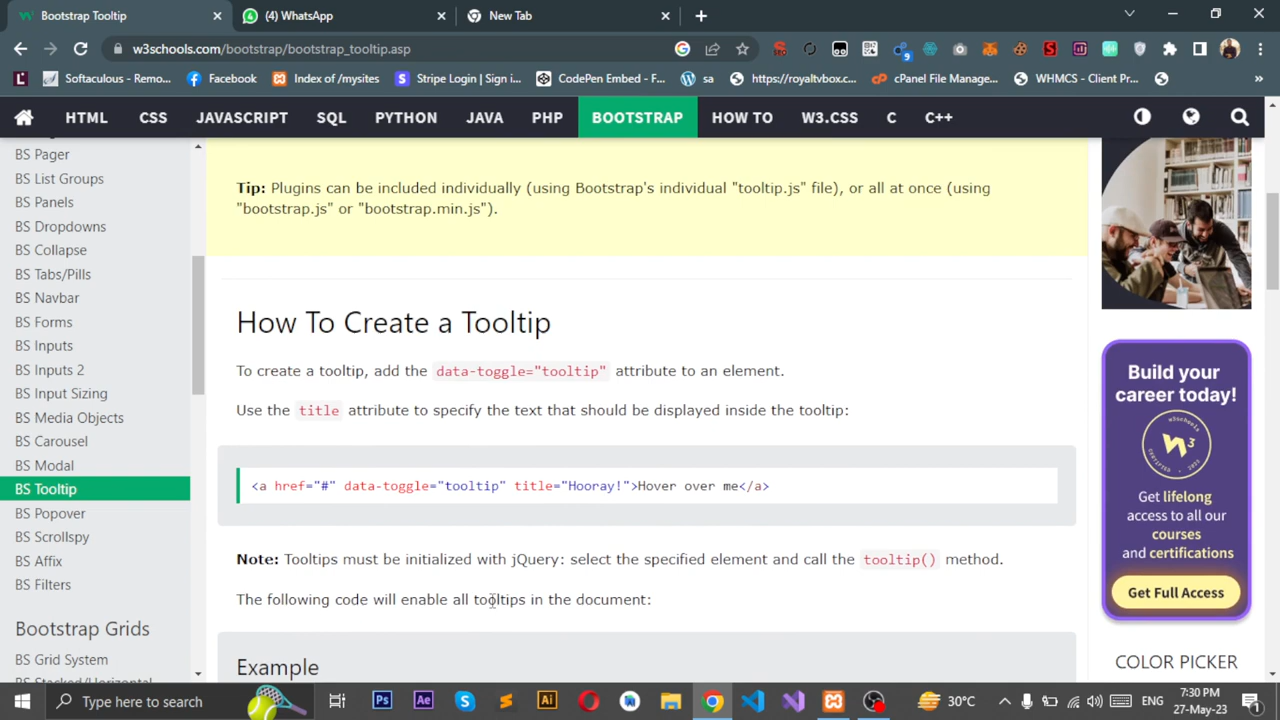 Bootstrap Tooltip
(4) WhatsApp
New Tab
w3schools.com/bootstrap/bootstrap_tooltip.asp
Softaculous - Remo...
Facebook
Index of /mysites
Stripe Login | Sign i...
CodePen Embed - F...
sa
https://royaltvbox.c...
cPanel File Manage...
WHMCS - Client Pr...
»
HTML
CSS
JAVASCRIPT
SQL
PYTHON
JAVA
PHP
BOOTSTRAP
HOW TO
W3.CSS
C
C++
BS Pager
BS List Groups
BS Panels
BS Dropdowns
BS Collapse
BS Tabs/Pills
BS Navbar
BS Forms
BS Inputs
BS Inputs 2
BS Input Sizing
BS Media Objects
BS Carousel
BS Modal
BS Tooltip
BS Popover
BS Scrollspy
BS Affix
BS Filters
Bootstrap Grids
BS Grid System
Tip: Plugins can be included individually (using Bootstrap's individual "tooltip.js" file), or all at once (using
"bootstrap.js" or "bootstrap.min.js").
How To Create a Tooltip
To create a tooltip, add the data-toggle="tooltip" attribute to an element.
Use the title attribute to specify the text that should be displayed inside the tooltip:
<a href="#" data-toggle="tooltip" title="Hooray!">Hover over me</a>
Note: Tooltips must be initialized with jQuery: select the specified element and call the tooltip() method.
The following code will enable all tooltips in the document:
Example
Build your
career today!
Get lifelong
access to all our
courses
and certifications
Get Full Access
COLOR PICKER
Type here to search
30°C
ENG
7:30 PM
27-May-23